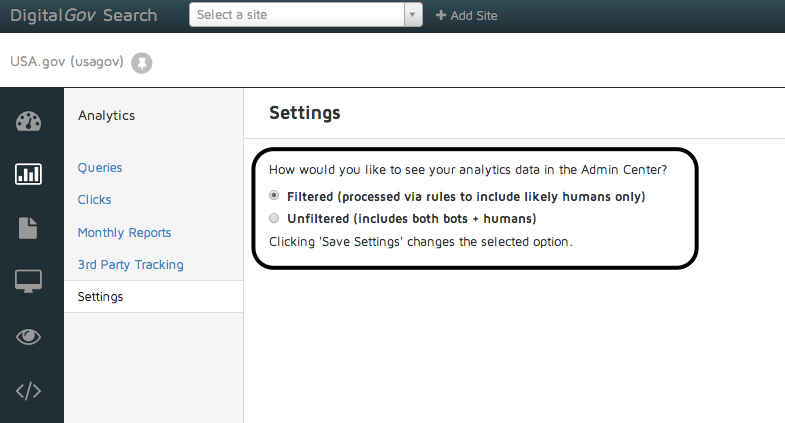 DigitalGov Search
Select a site
Add Site
USA.gov (usagov)
Analytics
Queries
Clicks
Monthly Reports
3rd Party Tracking
Settings
Settings
How would you like to see your analytics data in the Admin Center?
Filtered (processed via rules to include likely humans only)
Unfiltered (includes both bots + humans)
Clicking 'Save Settings' changes the selected option.